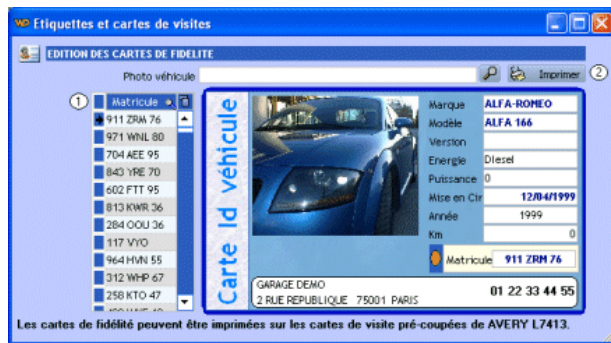 WD Etiquettes et cartes de visites
EDITION DES CARTES DE FIDELITE
Photo véhicule
Imprimer
2
1
Matricule
911 ZRM 76
971 WNL 80
704 AEE 95
843 YRE 70
602 FTT 95
813 KWR 36
284 OOU 36
117 VYO
964 HVN 55
312 WHP 67
258 KTO 47
Carte Id véhicule
Marque ALFA-ROMEO
Modèle ALFA 166
Version
Energie DIesel
Puissance 0
Mise en Cir 12/04/1999
Année 1999
Km 0
Matricule 911 ZRM 76
GARAGE DEMO
2 RUE REPUBLIQUE 75001 PARIS
01 22 33 44 55
Les cartes de fidélité peuvent être imprimées sur les cartes de visite pré-coupées de AVERY L7413.